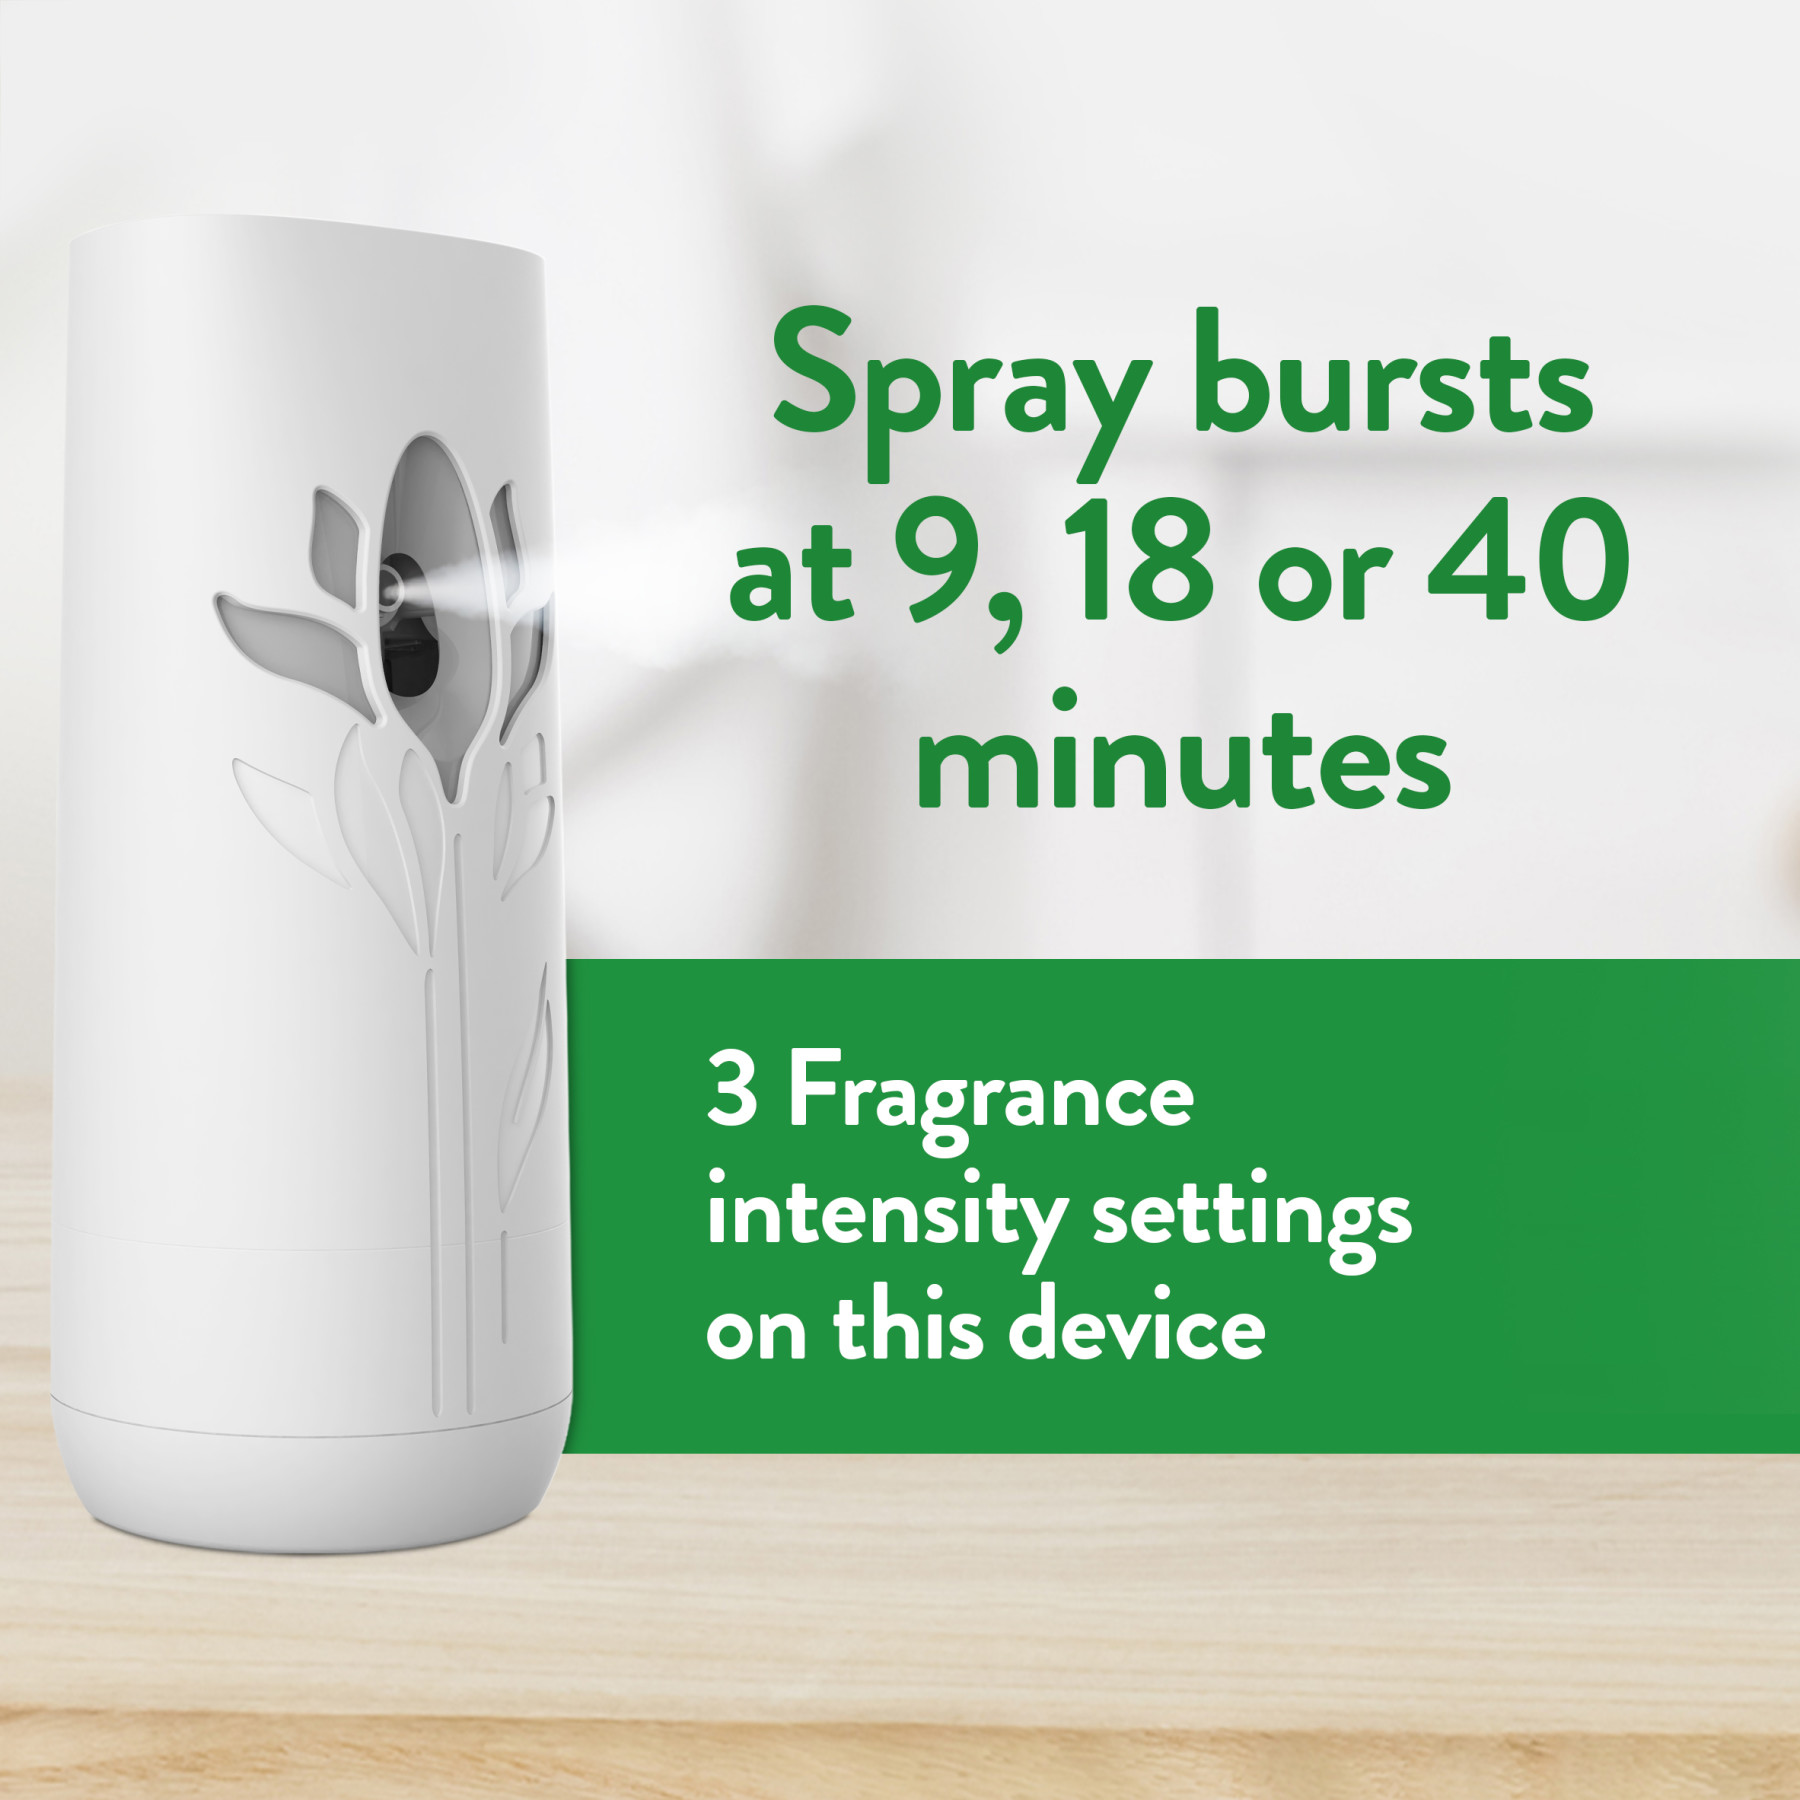 Spray bursts
at 9, 18 or 40
minutes
3 Fragrance
intensity settings
on this device